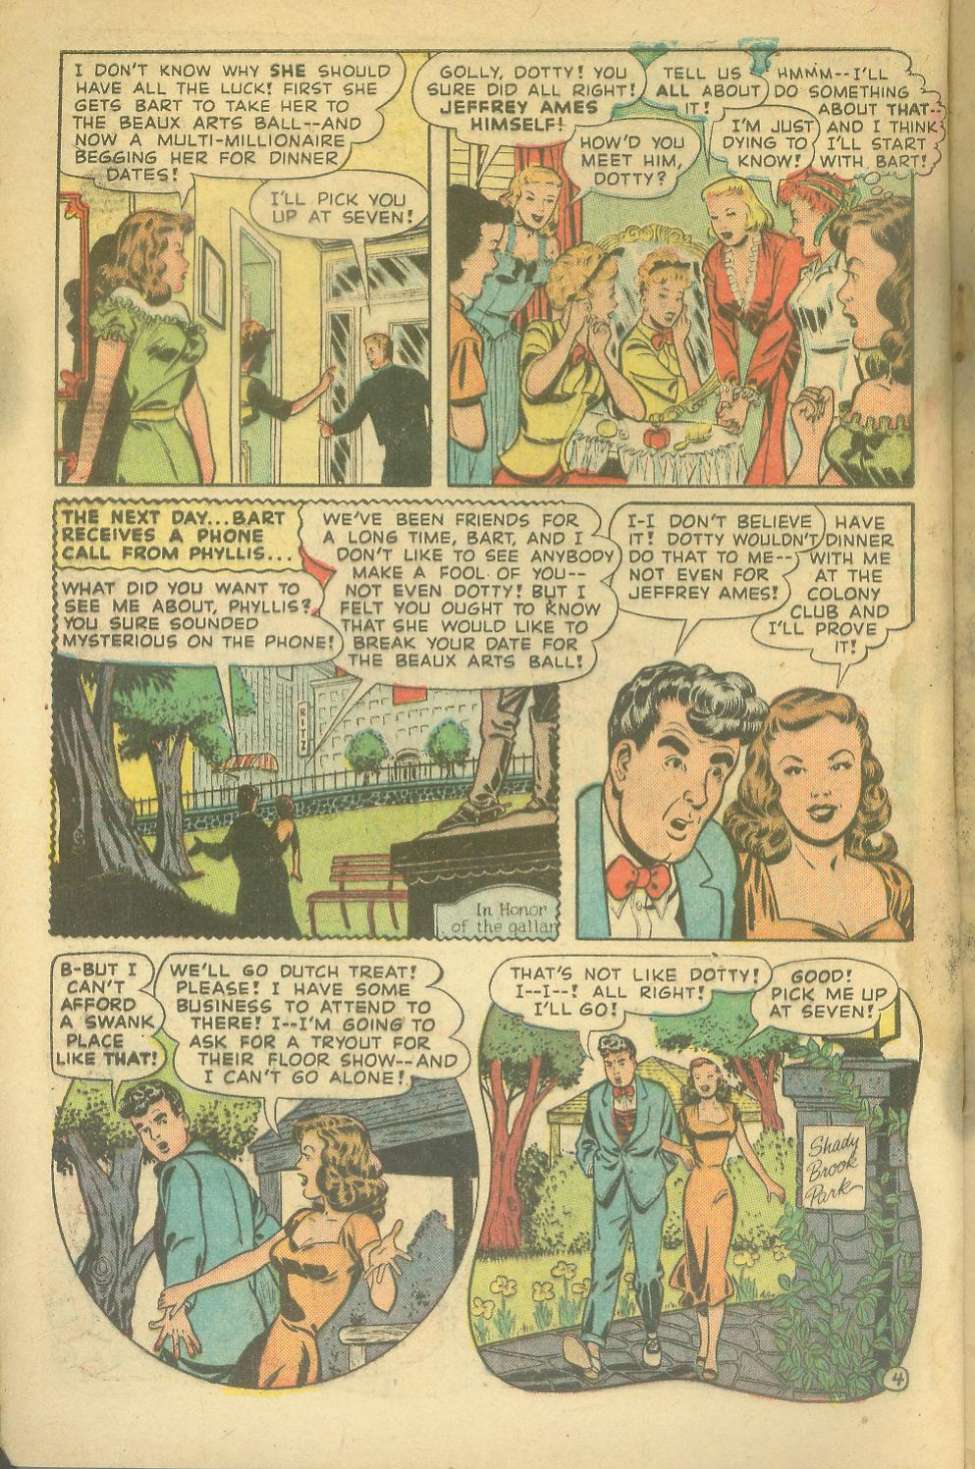 I DON'T KNOW WHY SHE SHOULD
HAVE ALL THE LUCK! FIRST SHE
GETS BART TO TAKE HER TO
THE BEAUX ARTS BALL--AND
NOW A MULTI-MILLIONAIRE
BEGGING HER FOR DINNER
DATES!
I'LL PICK YOU
UP AT SEVEN!
GOLLY, DOTTY! YOU
SURE DID ALL RIGHT!
JEFFREY AMES
HIMSELF!
HOW'D YOU
MEET HIM,
DOTTY?
TELL US
ALL ABOUT
IT!
I'M JUST
DYING TO
KNOW!
HMMM--I'LL
DO SOMETHING
ABOUT THAT--
AND I THINK
I'LL START
WITH BART!
THE NEXT DAY...BART
RECEIVES A PHONE
CALL FROM PHYLLIS...
WHAT DID YOU WANT TO
SEE ME ABOUT, PHYLLIS?
YOU SURE SOUNDED
MYSTERIOUS ON THE PHONE!
WE'VE BEEN FRIENDS FOR
A LONG TIME, BART, AND I
DON'T LIKE TO SEE ANYBODY
MAKE A FOOL OF YOU--
NOT EVEN DOTTY! BUT I
FELT YOU OUGHT TO KNOW
THAT SHE WOULD LIKE TO
BREAK YOUR DATE FOR
THE BEAUX ARTS BALL!
RITZ
In Honor
of the gallan
I-I DON'T BELIEVE
IT! DOTTY WOULDN'T
DO THAT TO ME--
NOT EVEN FOR
JEFFREY AMES!
HAVE
DINNER
WITH ME
AT THE
COLONY
CLUB AND
I'LL PROVE
IT!
B-BUT I
CAN'T
AFFORD
A SWANK
PLACE
LIKE THAT!
WE'LL GO DUTCH TREAT!
PLEASE! I HAVE SOME
BUSINESS TO ATTEND TO
THERE! I--I'M GOING TO
ASK FOR A TRYOUT FOR
THEIR FLOOR SHOW--AND
I CAN'T GO ALONE!
THAT'S NOT LIKE DOTTY!
I--I--! ALL RIGHT!
I'LL GO!
GOOD!
PICK ME UP
AT SEVEN!
Shady
Brook
Park
4